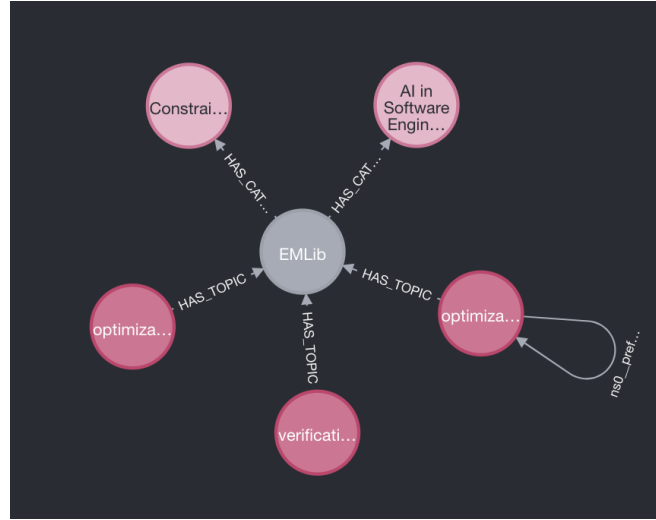 Constrai…
AI in
Software
Engin…
HAS_CAT…
HAS_CAT…
EMLib
HAS_TOPIC
HAS_TOPIC
optimiza…
optimiza…
HAS_TOPIC
ns0__pref…
verificati…